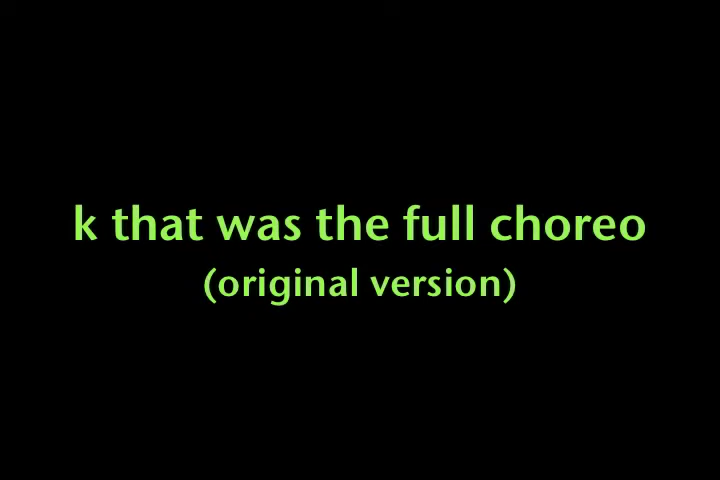 k that was the full choreo
(original version)